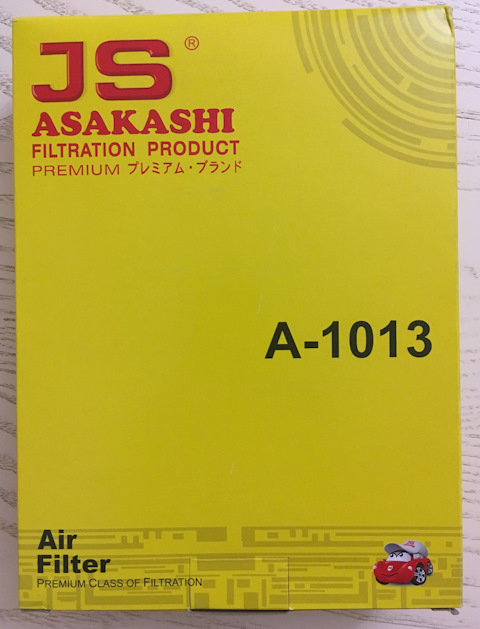 JS ®
ASAKASHI
FILTRATION PRODUCT
PREMIUM プレミアム・ブランド
A-1013
Air
Filter
PREMIUM CLASS OF FILTRATION